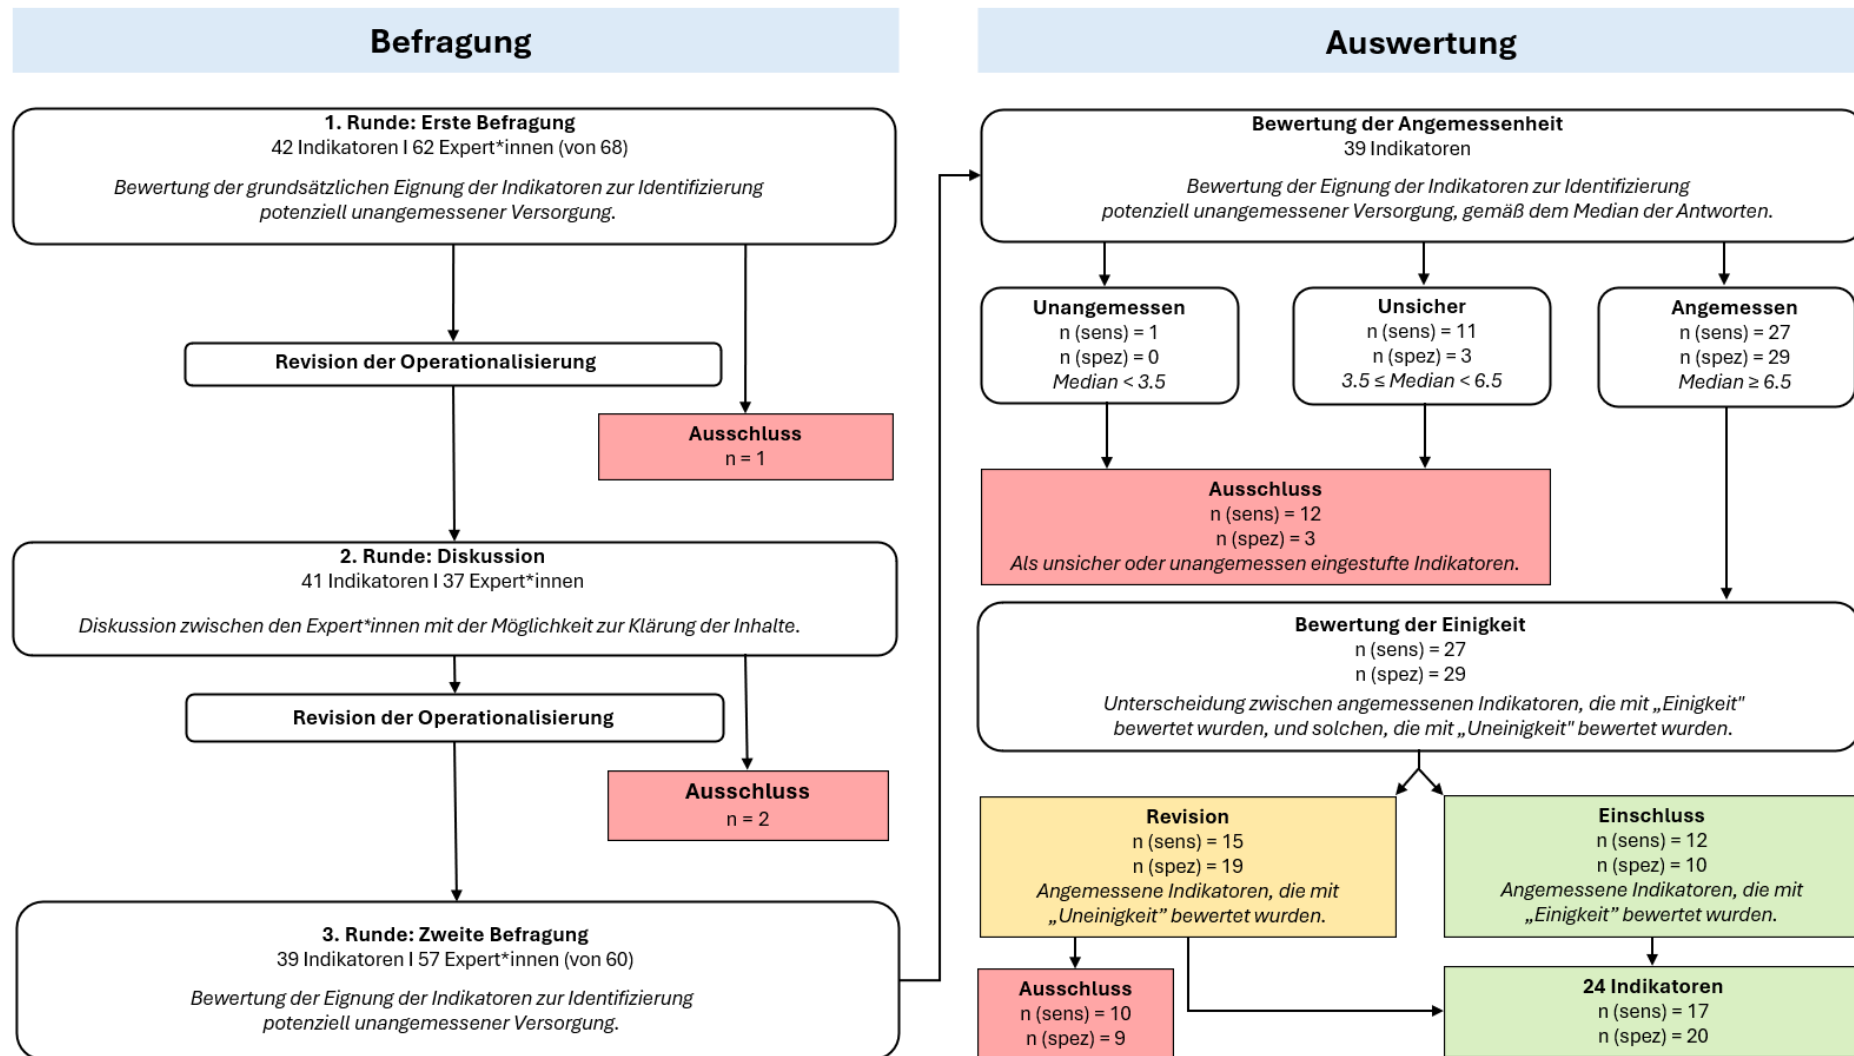 Befragung
1. Runde: Erste Befragung
42 Indikatoren I 62 Expert*innen (von 68)
Bewertung der grundsätzlichen Eignung der Indikatoren zur Identifizierung
potenziell unangemessener Versorgung.
Revision der Operationalisierung
Ausschluss
n = 1
2. Runde: Diskussion
41 Indikatoren I 37 Expert*innen
Diskussion zwischen den Expert*innen mit der Möglichkeit zur Klärung der Inhalte.
Revision der Operationalisierung
Ausschluss
n = 2
3. Runde: Zweite Befragung
39 Indikatoren I 57 Expert*innen (von 60)
Bewertung der Eignung der Indikatoren zur Identifizierung
potenziell unangemessener Versorgung.
Auswertung
Bewertung der Angemessenheit
39 Indikatoren
Bewertung der Eignung der Indikatoren zur Identifizierung
potenziell unangemessener Versorgung, gemäß dem Median der Antworten.
Unangemessen
n (sens) = 1
n (spez) = 0
Median < 3.5
Unsicher
n (sens) = 11
n (spez) = 3
3.5 ≤ Median < 6.5
Angemessen
n (sens) = 27
n (spez) = 29
Median ≥ 6.5
Ausschluss
n (sens) = 12
n (spez) = 3
Als unsicher oder unangemessen eingestufte Indikatoren.
Bewertung der Einigkeit
n (sens) = 27
n (spez) = 29
Unterscheidung zwischen angemessenen Indikatoren, die mit „Einigkeit"
bewertet wurden, und solchen, die mit „Uneinigkeit" bewertet wurden.
Revision
n (sens) = 15
n (spez) = 19
Angemessene Indikatoren, die mit
„Uneinigkeit” bewertet wurden.
Einschluss
n (sens) = 12
n (spez) = 10
Angemessene Indikatoren, die mit
„Einigkeit” bewertet wurden.
Ausschluss
n (sens) = 10
n (spez) = 9
24 Indikatoren
n (sens) = 17
n (spez) = 20